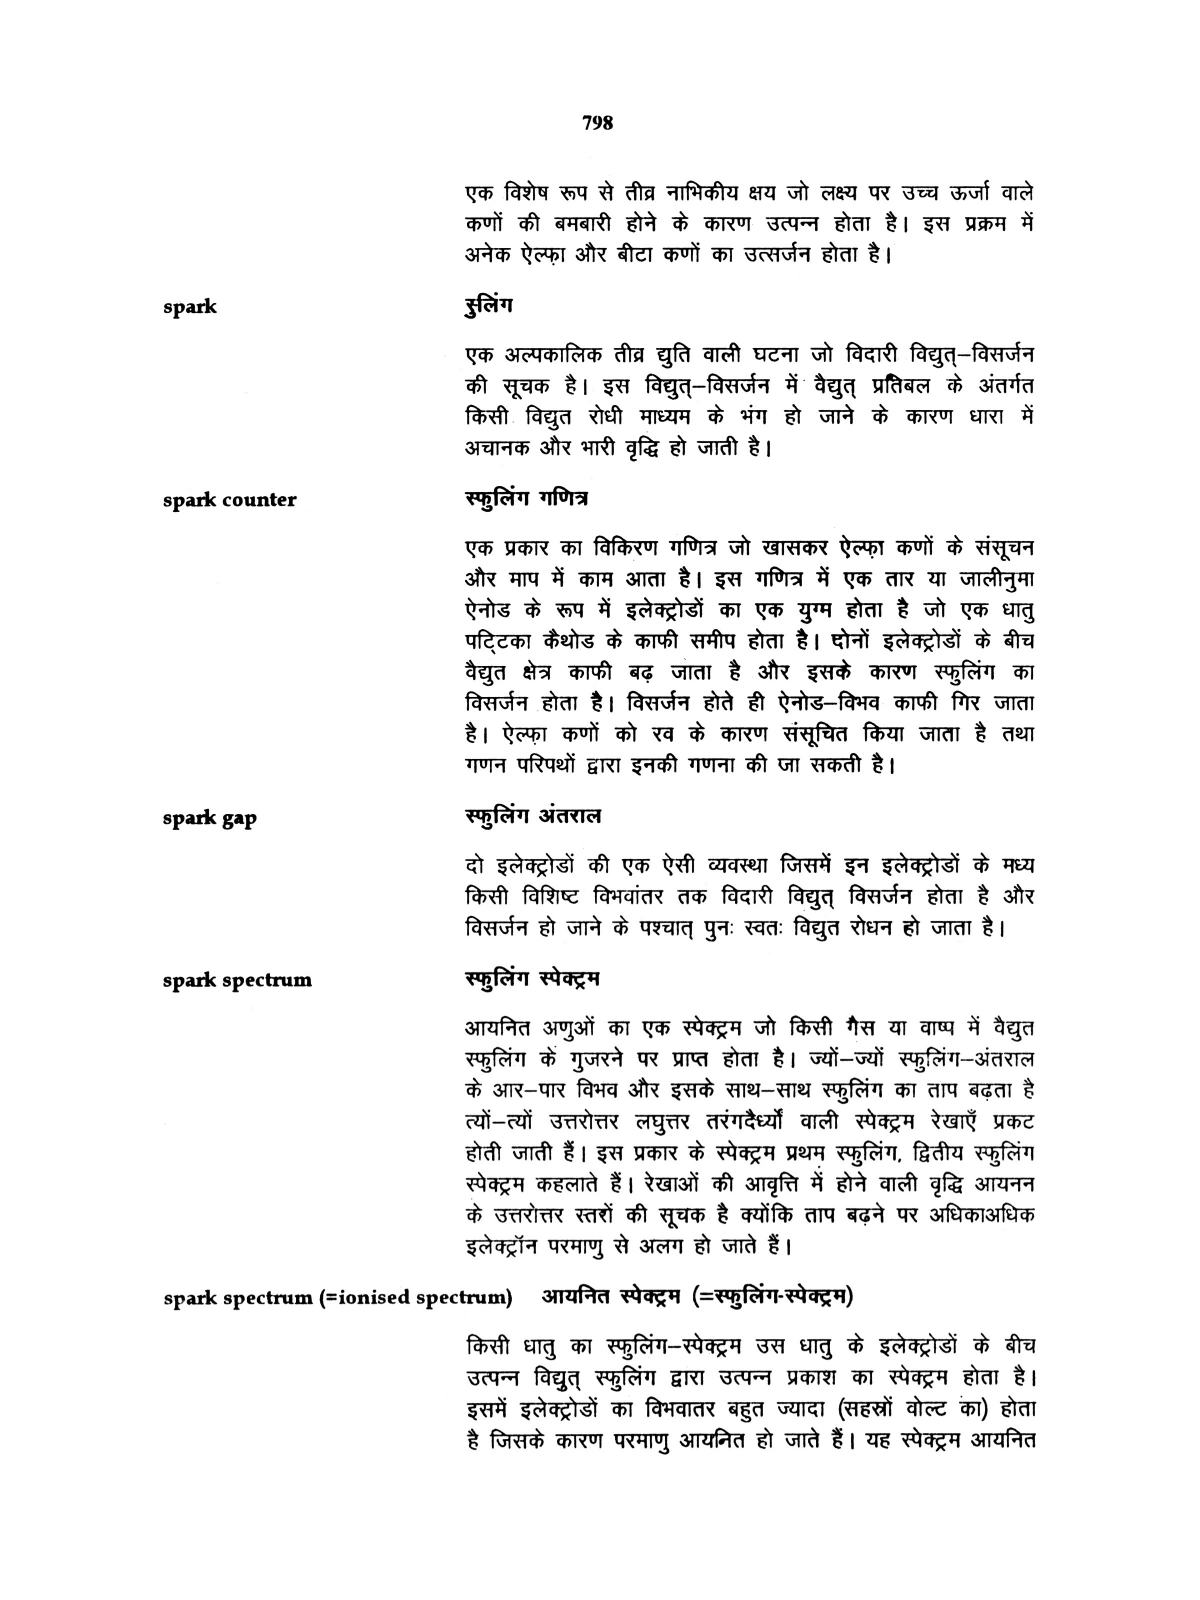 798
एक विशेष रूप से तीव्र नाभिकीय क्षय जो लक्ष्य पर उच्च ऊर्जा वाले
कणों की बमबारी होने के कारण उत्पन्न होता है। इस प्रक्रम में
अनेक ऐल्फ़ा और बीटा कणों का उत्सर्जन होता है।
spark स्फुलिंग
एक अल्पकालिक तीव्र द्युति वाली घटना जो विदारी विद्युत्–विसर्जन
की सूचक है। इस विद्युत्–विसर्जन में वैद्युत् प्रतिबल के अंतर्गत
किसी विद्युत रोधी माध्यम के भंग हो जाने के कारण धारा में
अचानक और भारी वृद्धि हो जाती है।
spark counter स्फुलिंग गणित्र
एक प्रकार का विकिरण गणित्र जो खासकर ऐल्फ़ा कणों के संसूचन
और माप में काम आता है। इस गणित्र में एक तार या जालीनुमा
ऐनोड के रूप में इलेक्ट्रोडों का एक युग्म होता है जो एक धातु
पट्टिका कैथोड के काफी समीप होता है। दोनों इलेक्ट्रोडों के बीच
वैद्युत क्षेत्र काफी बढ़ जाता है और इसके कारण स्फुलिंग का
विसर्जन होता है। विसर्जन होते ही ऐनोड–विभव काफी गिर जाता
है। ऐल्फ़ा कणों को रव के कारण संसूचित किया जाता है तथा
गणन परिपथों द्वारा इनकी गणना की जा सकती है।
spark gap स्फुलिंग अंतराल
दो इलेक्ट्रोडों की एक ऐसी व्यवस्था जिसमें इन इलेक्ट्रोडों के मध्य
किसी विशिष्ट विभवांतर तक विदारी विद्युत् विसर्जन होता है और
विसर्जन हो जाने के पश्चात् पुनः स्वतः विद्युत रोधन हो जाता है।
spark spectrum स्फुलिंग स्पेक्ट्रम
आयनित अणुओं का एक स्पेक्ट्रम जो किसी गैस या वाष्प में वैद्युत
स्फुलिंग के गुजरने पर प्राप्त होता है। ज्यों–ज्यों स्फुलिंग–अंतराल
के आर–पार विभव और इसके साथ–साथ स्फुलिंग का ताप बढ़ता है
त्यों–त्यों उत्तरोत्तर लघुत्तर तरंगदैर्ध्यों वाली स्पेक्ट्रम रेखाएँ प्रकट
होती जाती हैं। इस प्रकार के स्पेक्ट्रम प्रथम स्फुलिंग, द्वितीय स्फुलिंग
स्पेक्ट्रम कहलाते हैं। रेखाओं की आवृत्ति में होने वाली वृद्धि आयनन
के उत्तरोत्तर स्तरों की सूचक है क्योंकि ताप बढ़ने पर अधिकाअधिक
इलेक्ट्रॉन परमाणु से अलग हो जाते हैं।
spark spectrum (=ionised spectrum) आयनित स्पेक्ट्रम (=स्फुलिंग-स्पेक्ट्रम)
किसी धातु का स्फुलिंग–स्पेक्ट्रम उस धातु के इलेक्ट्रोडों के बीच
उत्पन्न विद्युत् स्फुलिंग द्वारा उत्पन्न प्रकाश का स्पेक्ट्रम होता है।
इसमें इलेक्ट्रोडों का विभवातर बहुत ज्यादा (सहस्रों वोल्ट का) होता
है जिसके कारण परमाणु आयनित हो जाते हैं। यह स्पेक्ट्रम आयनित